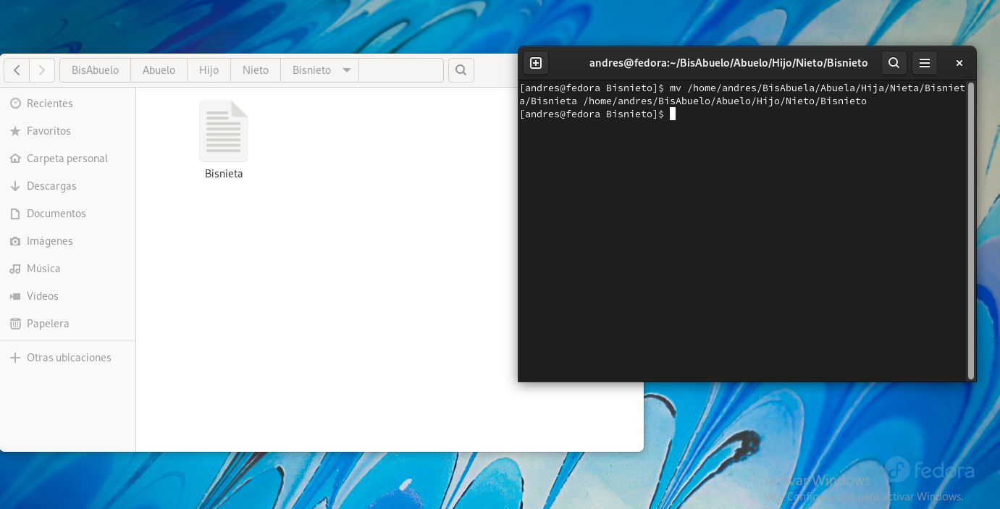 BisAbuelo Abuelo Hijo Nieto Bisnieto
Recientes
Favoritos
Carpeta personal
Descargas
Documentos
Imágenes
Música
Vídeos
Papelera
Otras ubicaciones
Bisnieta
andres@fedora:~/BisAbuelo/Abuelo/Hijo/Nieto/Bisnieto
[andres@fedora Bisnieto]$ mv /home/andres/BisAbuela/Abuela/Hija/Nieta/Bisniet
a/Bisnieta /home/andres/BisAbuelo/Abuelo/Hijo/Nieto/Bisnieto
[andres@fedora Bisnieto]$
fedora
Activar Windows
Ve a Configuración para activar Windows.